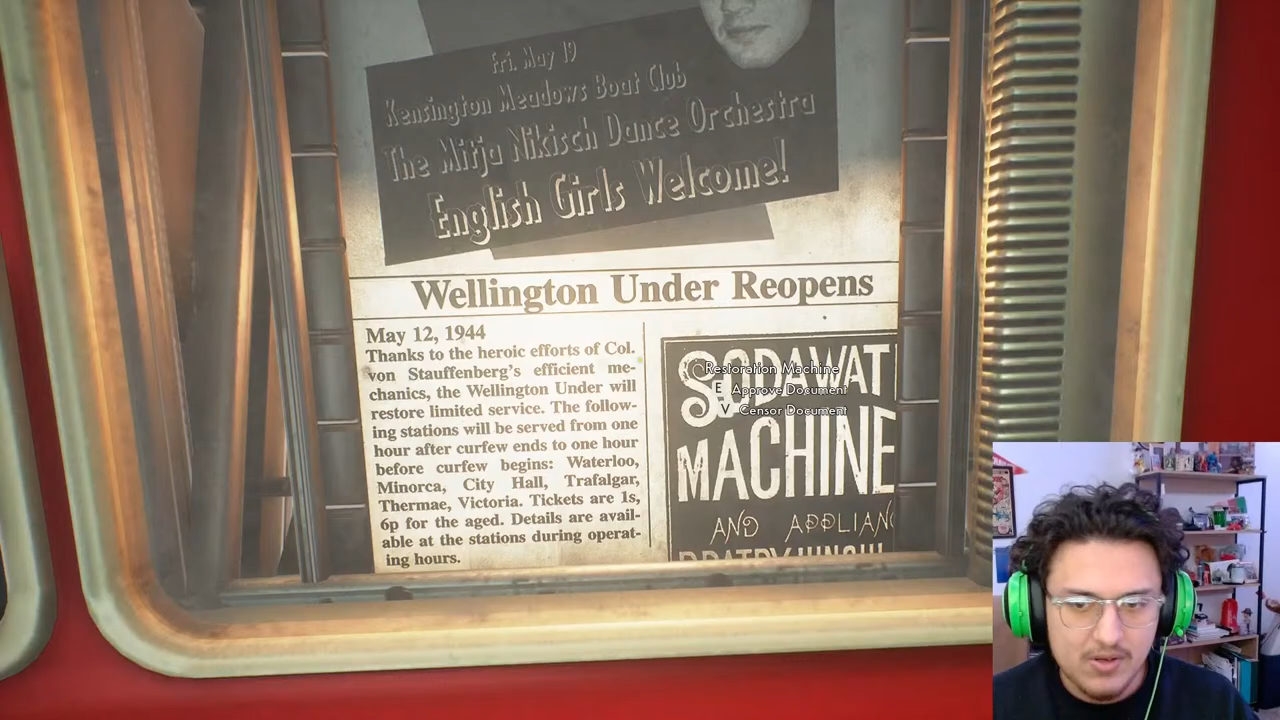 Fri. May 19
Kensington Meadows Boat Club
The Mitja Nikisch Dance Orchestra
English Girls Welcome!
Wellington Under Reopens
May 12, 1944
Thanks to the heroic efforts of Col.
von Stauffenberg's efficient me-
chanics, the Wellington Under will
restore limited service. The follow-
ing stations will be served from one
hour after curfew ends to one hour
before curfew begins: Waterloo,
Minorca, City Hall, Trafalgar,
Thermae, Victoria. Tickets are 1s,
6p for the aged. Details are avail-
able at the stations during operat-
ing hours.
SODAWAT
MACHINE
AND APPLIAN
Restoration Machine
E Approve Document
V Censor Document